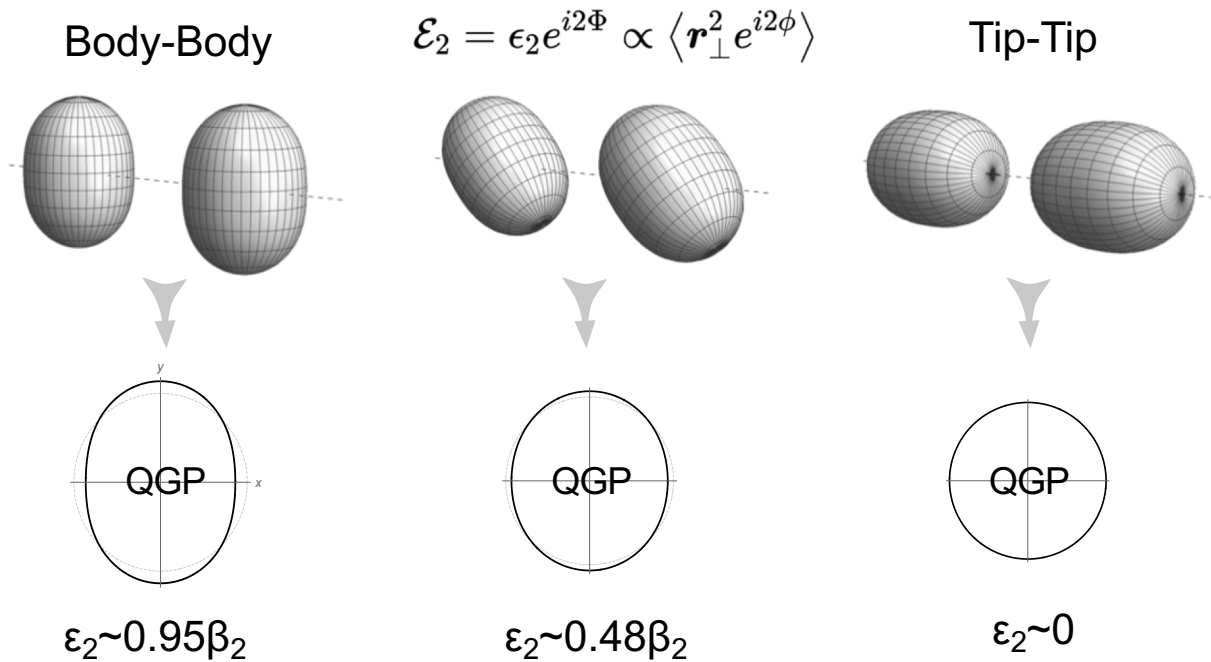 Body-Body
𝓔₂ = ϵ₂e^{i2Φ} ∝ ⟨𝒓²_⊥ e^{i2ϕ}⟩
Tip-Tip
y
QGP
x
QGP
QGP
ε₂~0.95β₂
ε₂~0.48β₂
ε₂~0